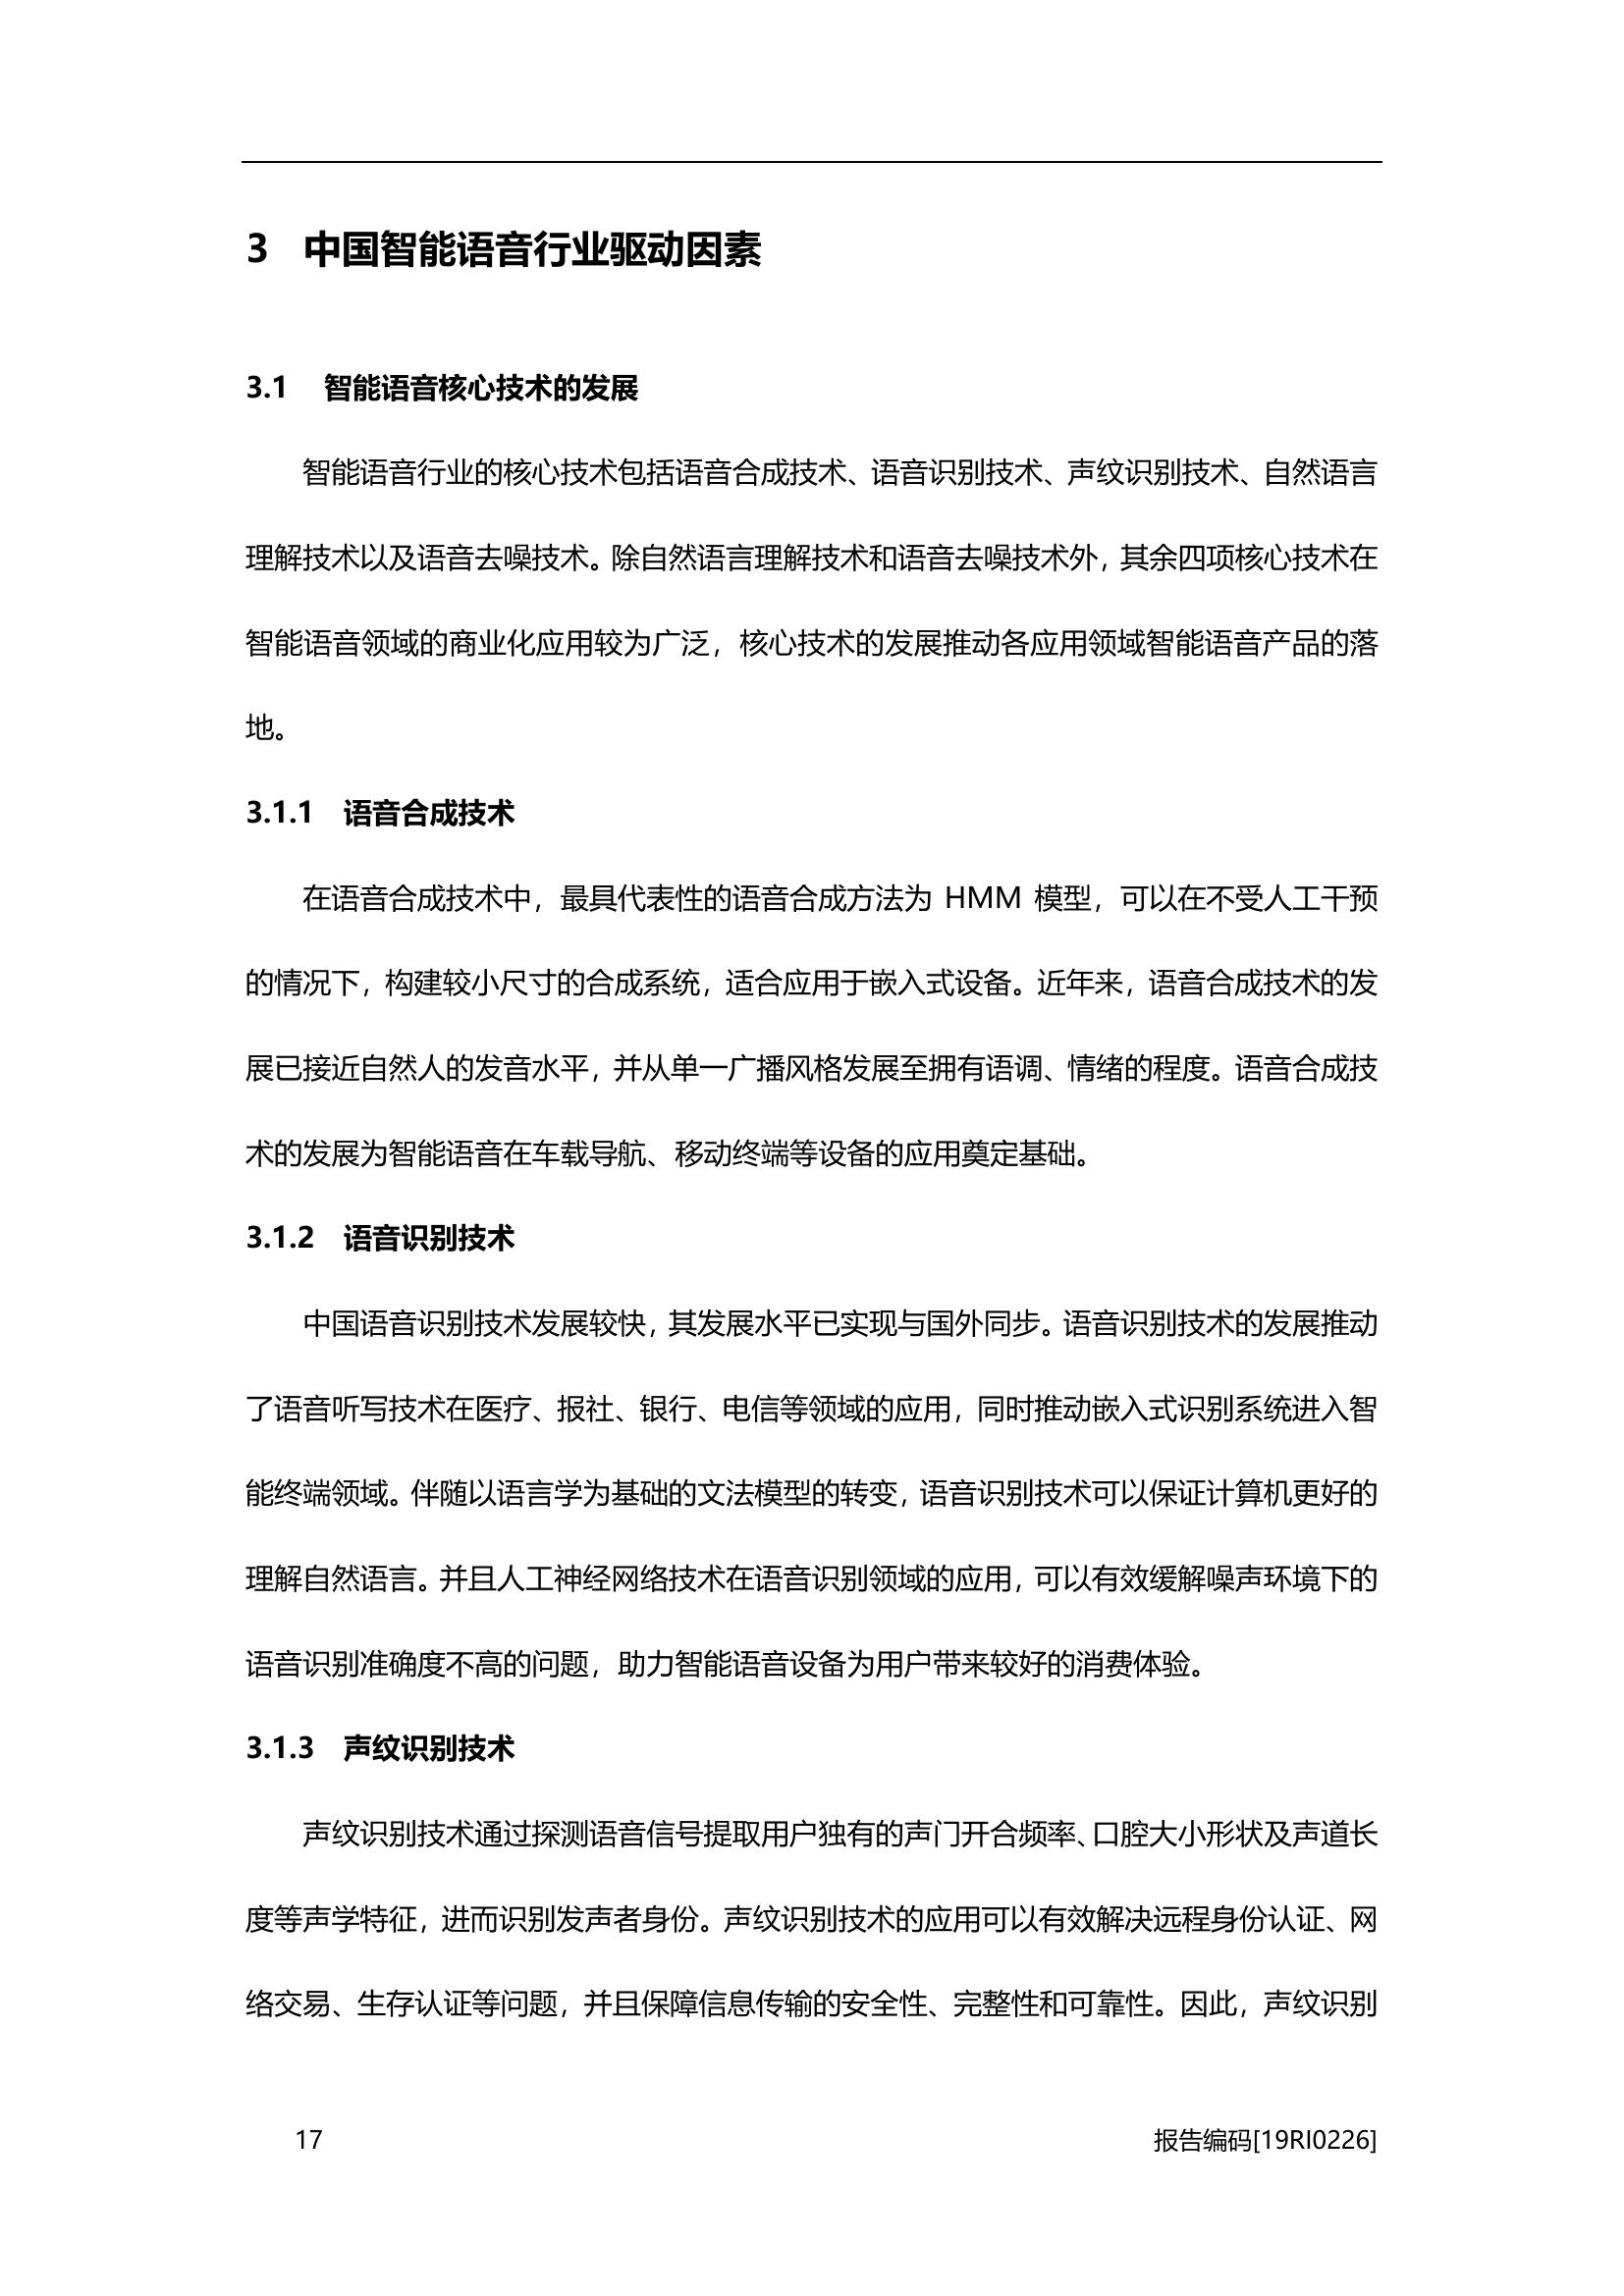 3 中国智能语音行业驱动因素
3.1 智能语音核心技术的发展
智能语音行业的核心技术包括语音合成技术、语音识别技术、声纹识别技术、自然语言
理解技术以及语音去噪技术。除自然语言理解技术和语音去噪技术外，其余四项核心技术在
智能语音领域的商业化应用较为广泛，核心技术的发展推动各应用领域智能语音产品的落
地。
3.1.1 语音合成技术
在语音合成技术中，最具代表性的语音合成方法为 HMM 模型，可以在不受人工干预
的情况下，构建较小尺寸的合成系统，适合应用于嵌入式设备。近年来，语音合成技术的发
展已接近自然人的发音水平，并从单一广播风格发展至拥有语调、情绪的程度。语音合成技
术的发展为智能语音在车载导航、移动终端等设备的应用奠定基础。
3.1.2 语音识别技术
中国语音识别技术发展较快，其发展水平已实现与国外同步。语音识别技术的发展推动
了语音听写技术在医疗、报社、银行、电信等领域的应用，同时推动嵌入式识别系统进入智
能终端领域。伴随以语言学为基础的文法模型的转变，语音识别技术可以保证计算机更好的
理解自然语言。并且人工神经网络技术在语音识别领域的应用，可以有效缓解噪声环境下的
语音识别准确度不高的问题，助力智能语音设备为用户带来较好的消费体验。
3.1.3 声纹识别技术
声纹识别技术通过探测语音信号提取用户独有的声门开合频率、口腔大小形状及声道长
度等声学特征，进而识别发声者身份。声纹识别技术的应用可以有效解决远程身份认证、网
络交易、生存认证等问题，并且保障信息传输的安全性、完整性和可靠性。因此，声纹识别
17 报告编码[19RI0226]